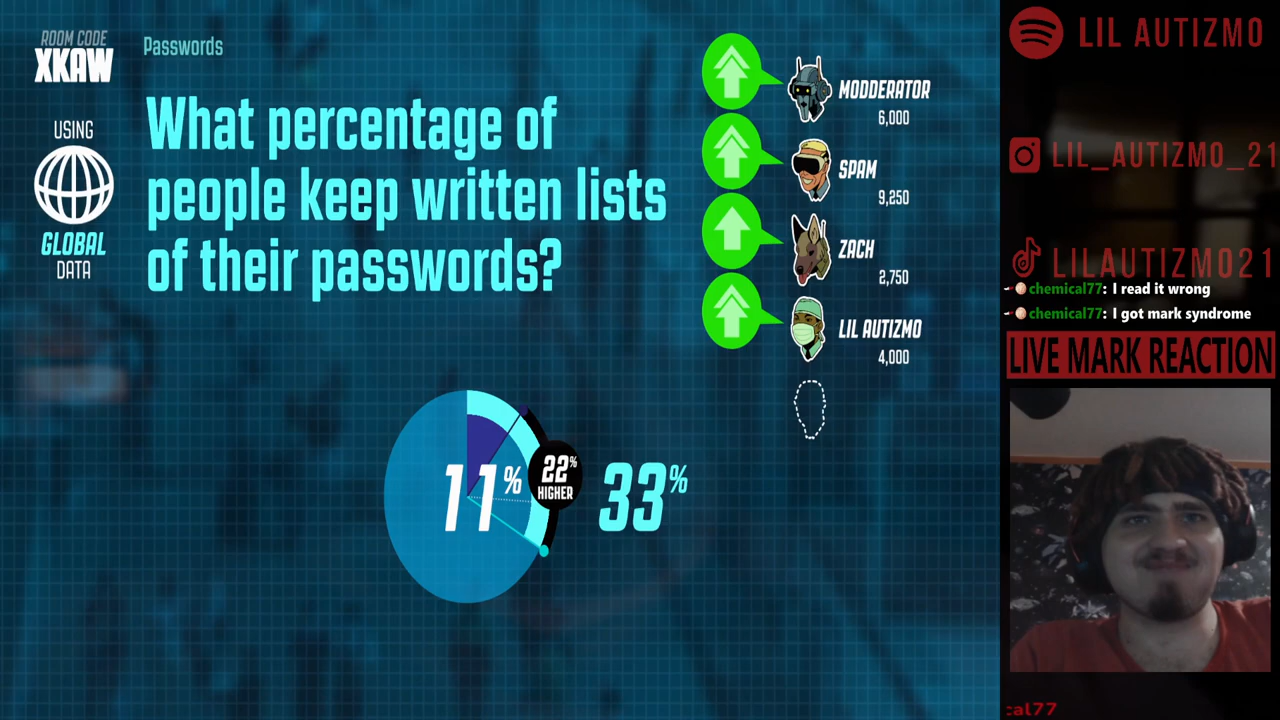 ROOM CODE
XKAW
Passwords
USING
GLOBAL
DATA
What percentage of
people keep written lists
of their passwords?
MODDERATOR
6,000
SPAM
9,250
ZACH
2,750
LIL AUTIZMO
4,000
11%
22%
HIGHER
33%
LIL AUTIZMO
LIL_AUTIZMO_21
LILAUTIZMO21
chemical77: I read it wrong
chemical77: I got mark syndrome
LIVE MARK REACTION
cal77